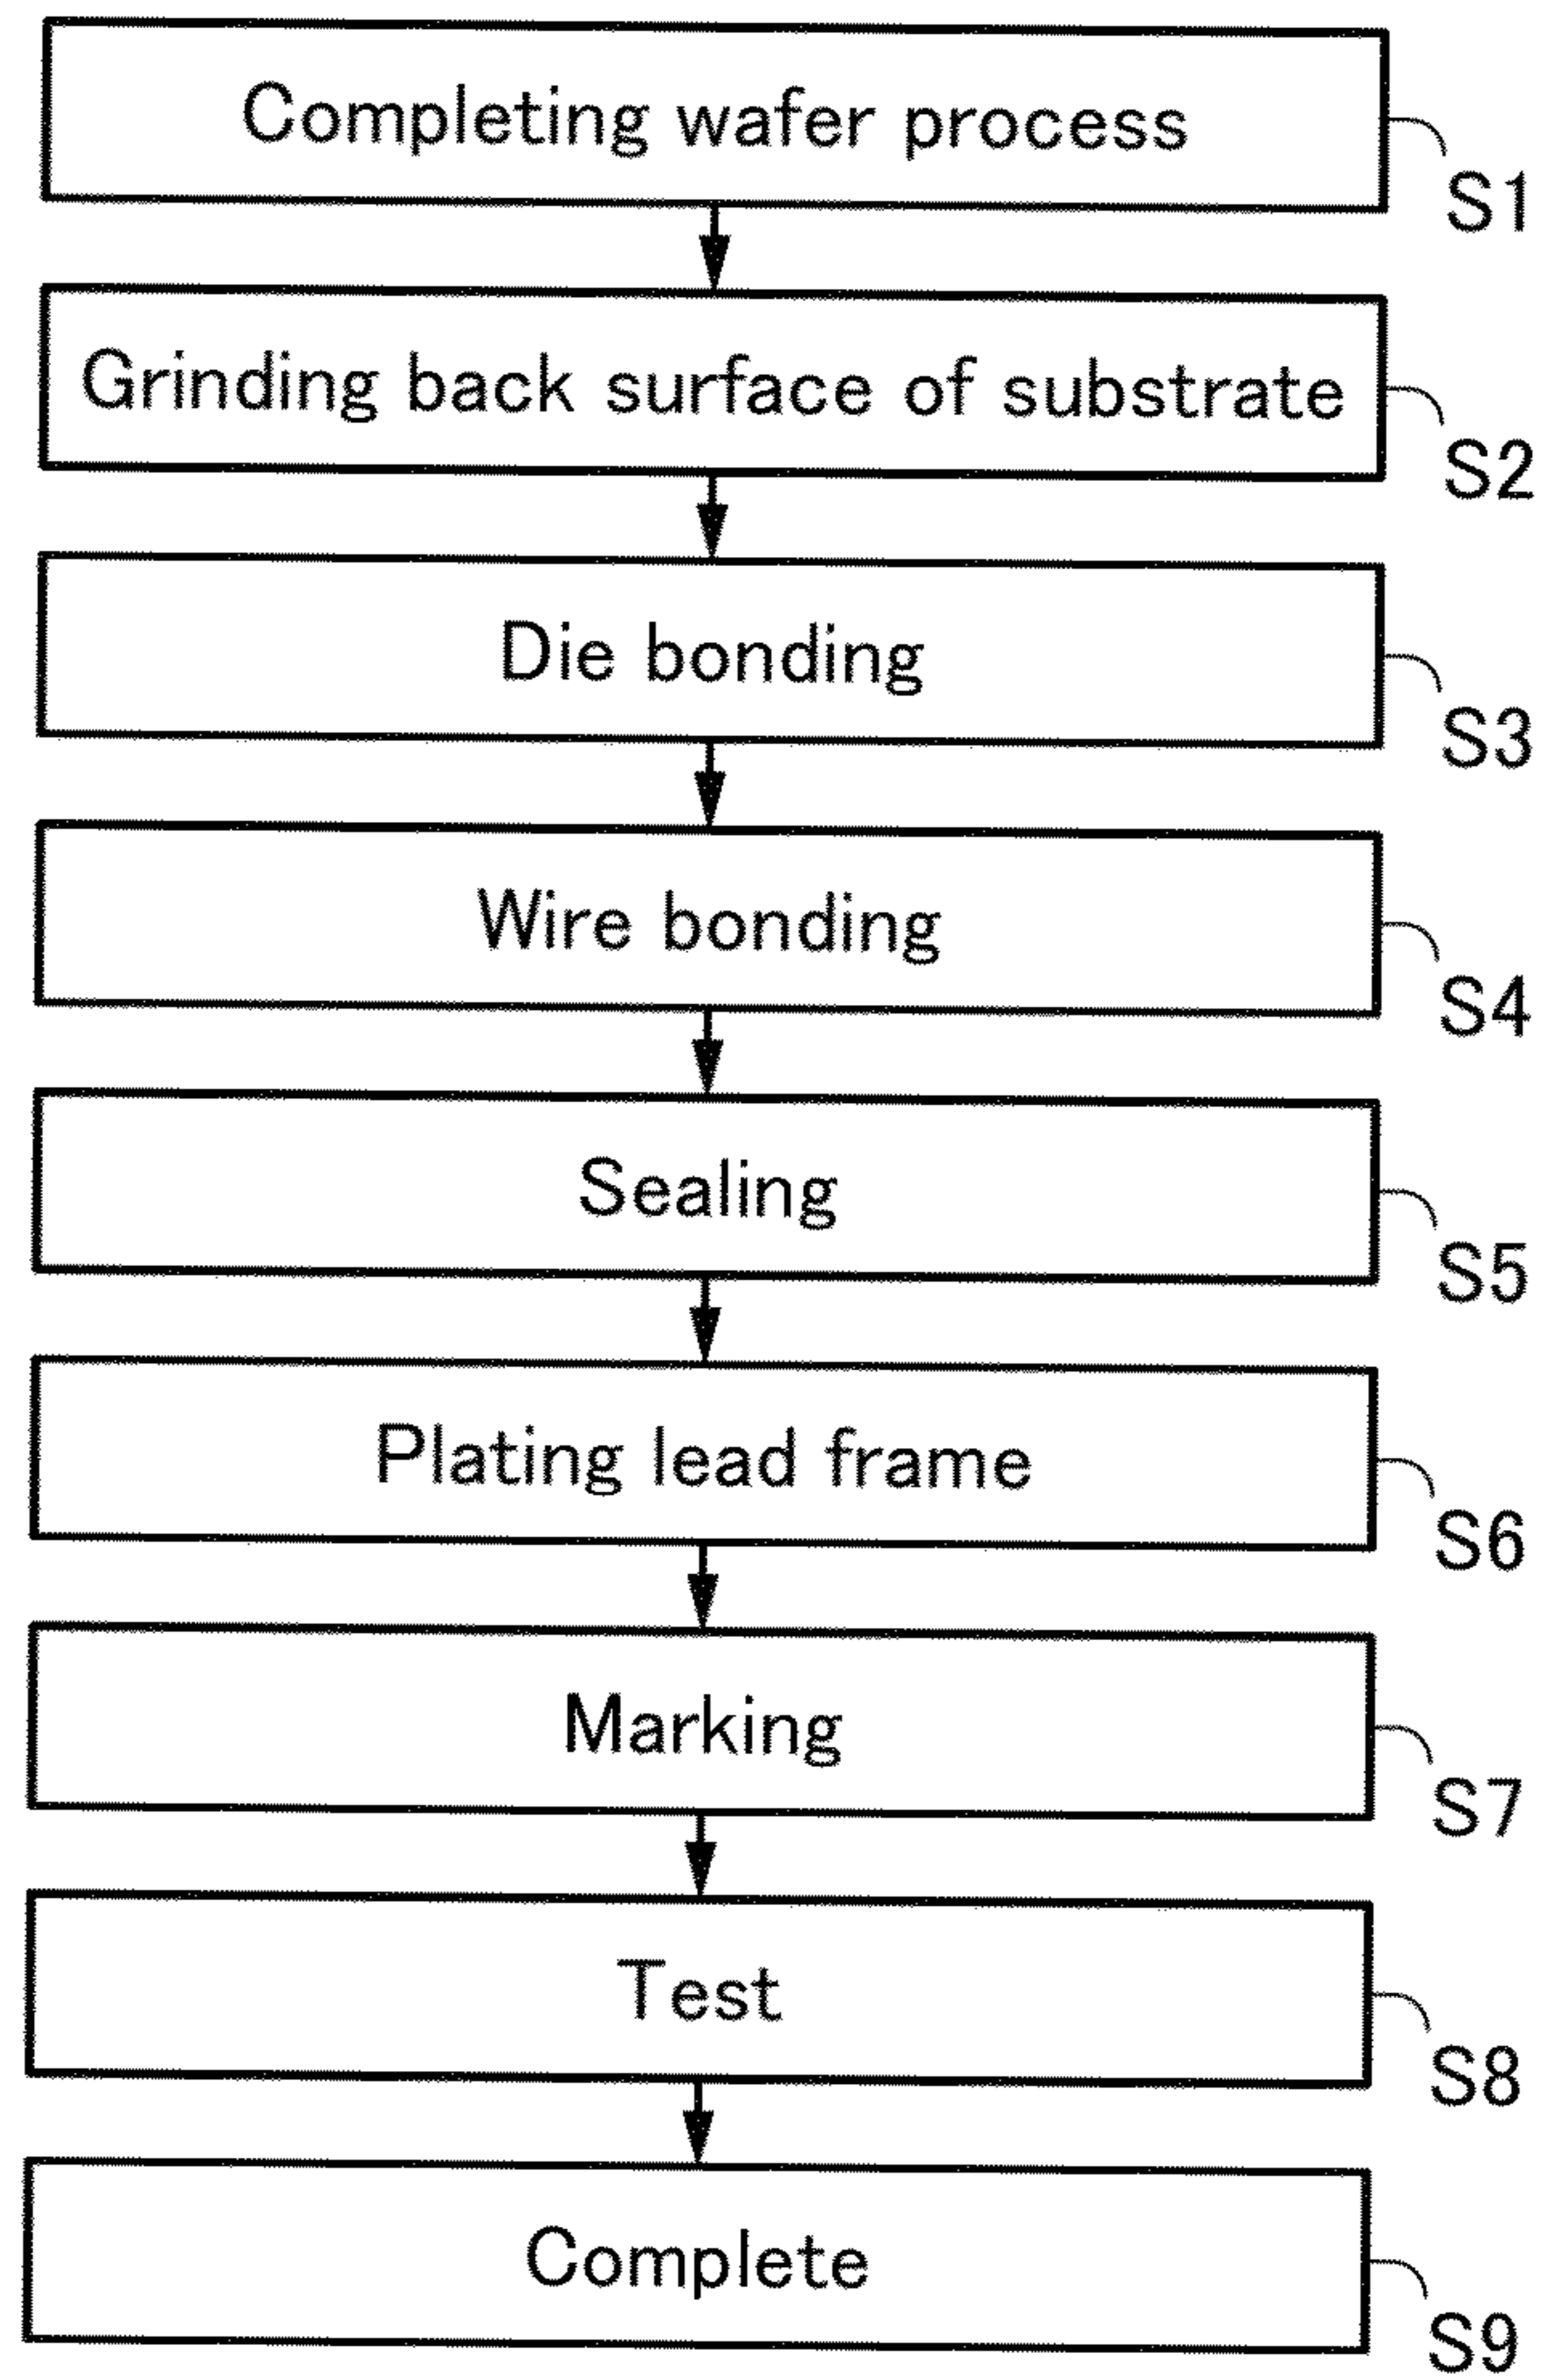 Completing wafer process
S1
Grinding back surface of substrate
S2
Die bonding
S3
Wire bonding
S4
Sealing
S5
Plating lead frame
S6
Marking
S7
Test
S8
Complete
S9